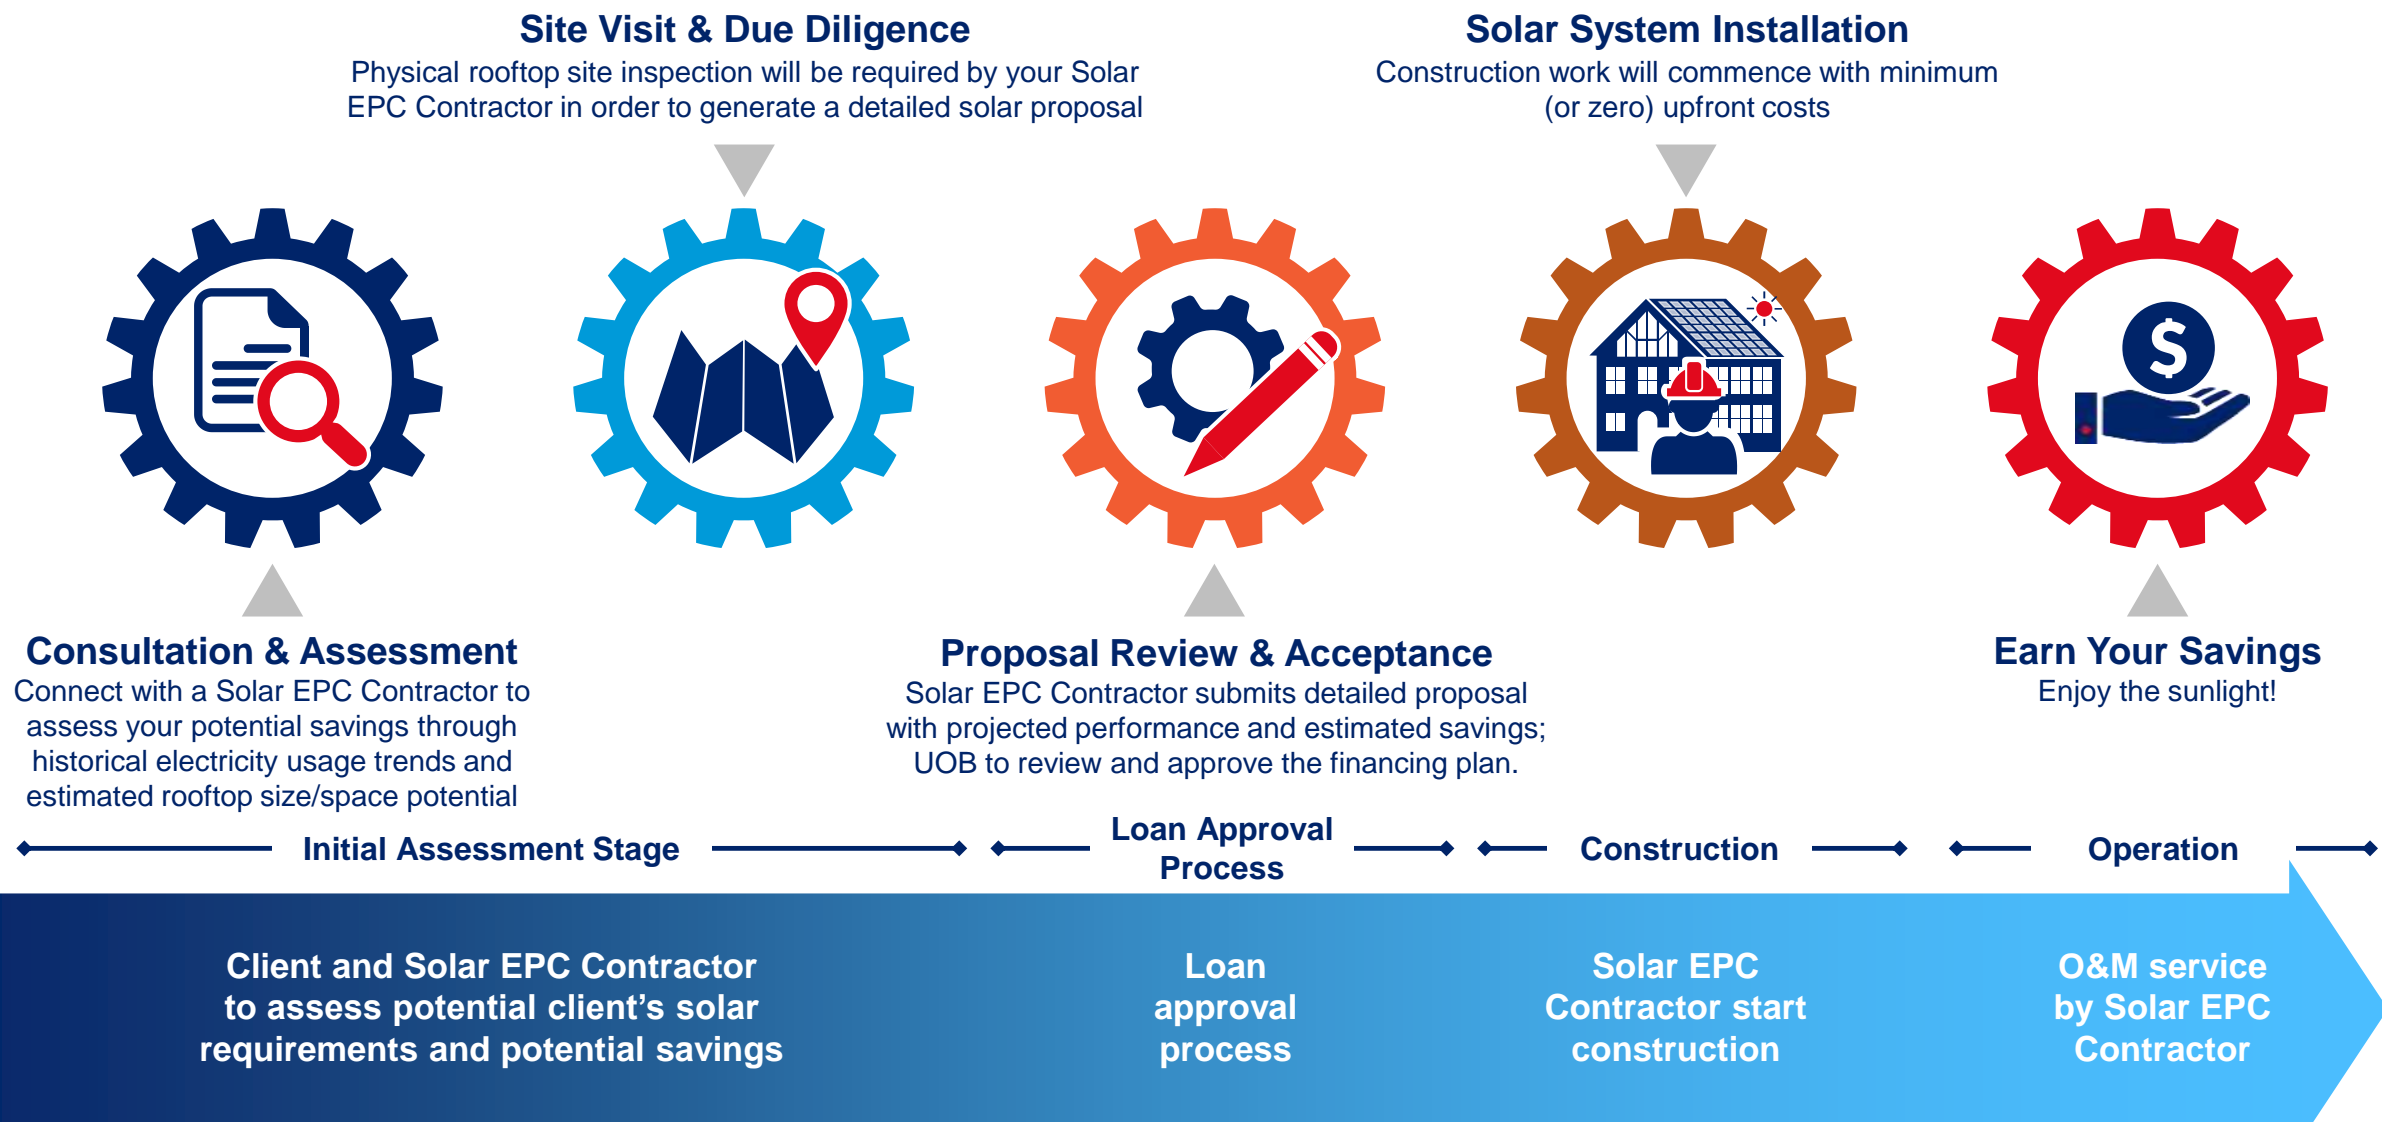 Site Visit & Due Diligence
Physical rooftop site inspection will be required by your Solar
EPC Contractor in order to generate a detailed solar proposal
Solar System Installation
Construction work will commence with minimum
(or zero) upfront costs
$
Consultation & Assessment
Connect with a Solar EPC Contractor to
assess your potential savings through
historical electricity usage trends and
estimated rooftop size/space potential
Proposal Review & Acceptance
Solar EPC Contractor submits detailed proposal
with projected performance and estimated savings;
UOB to review and approve the financing plan.
Earn Your Savings
Enjoy the sunlight!
Initial Assessment Stage
Loan Approval
Process
Construction
Operation
Client and Solar EPC Contractor
to assess potential client’s solar
requirements and potential savings
Loan
approval
process
Solar EPC
Contractor start
construction
O&M service
by Solar EPC
Contractor